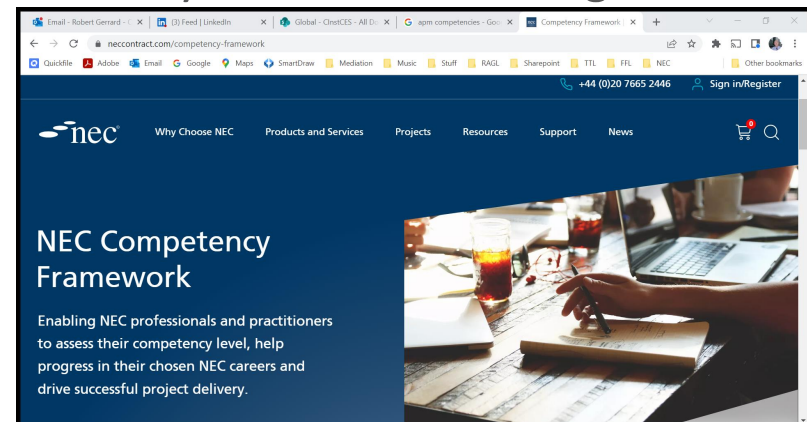 Email - Robert Gerrard - 
(3) Feed | LinkedIn
Global - CInstCES - All Do
apm competencies - Goo
Competency Framework |
neccontract.com/competency-framework
Quickfile
Adobe
Email
Google
Maps
SmartDraw
Mediation
Music
Stuff
RAGL
Sharepoint
TTL
FFL
NEC
Other bookmarks
+44 (0)20 7665 2446
Sign in/Register
nec
Why Choose NEC
Products and Services
Projects
Resources
Support
News
0
NEC Competency
Framework
Enabling NEC professionals and practitioners
to assess their competency level, help
progress in their chosen NEC careers and
drive successful project delivery.